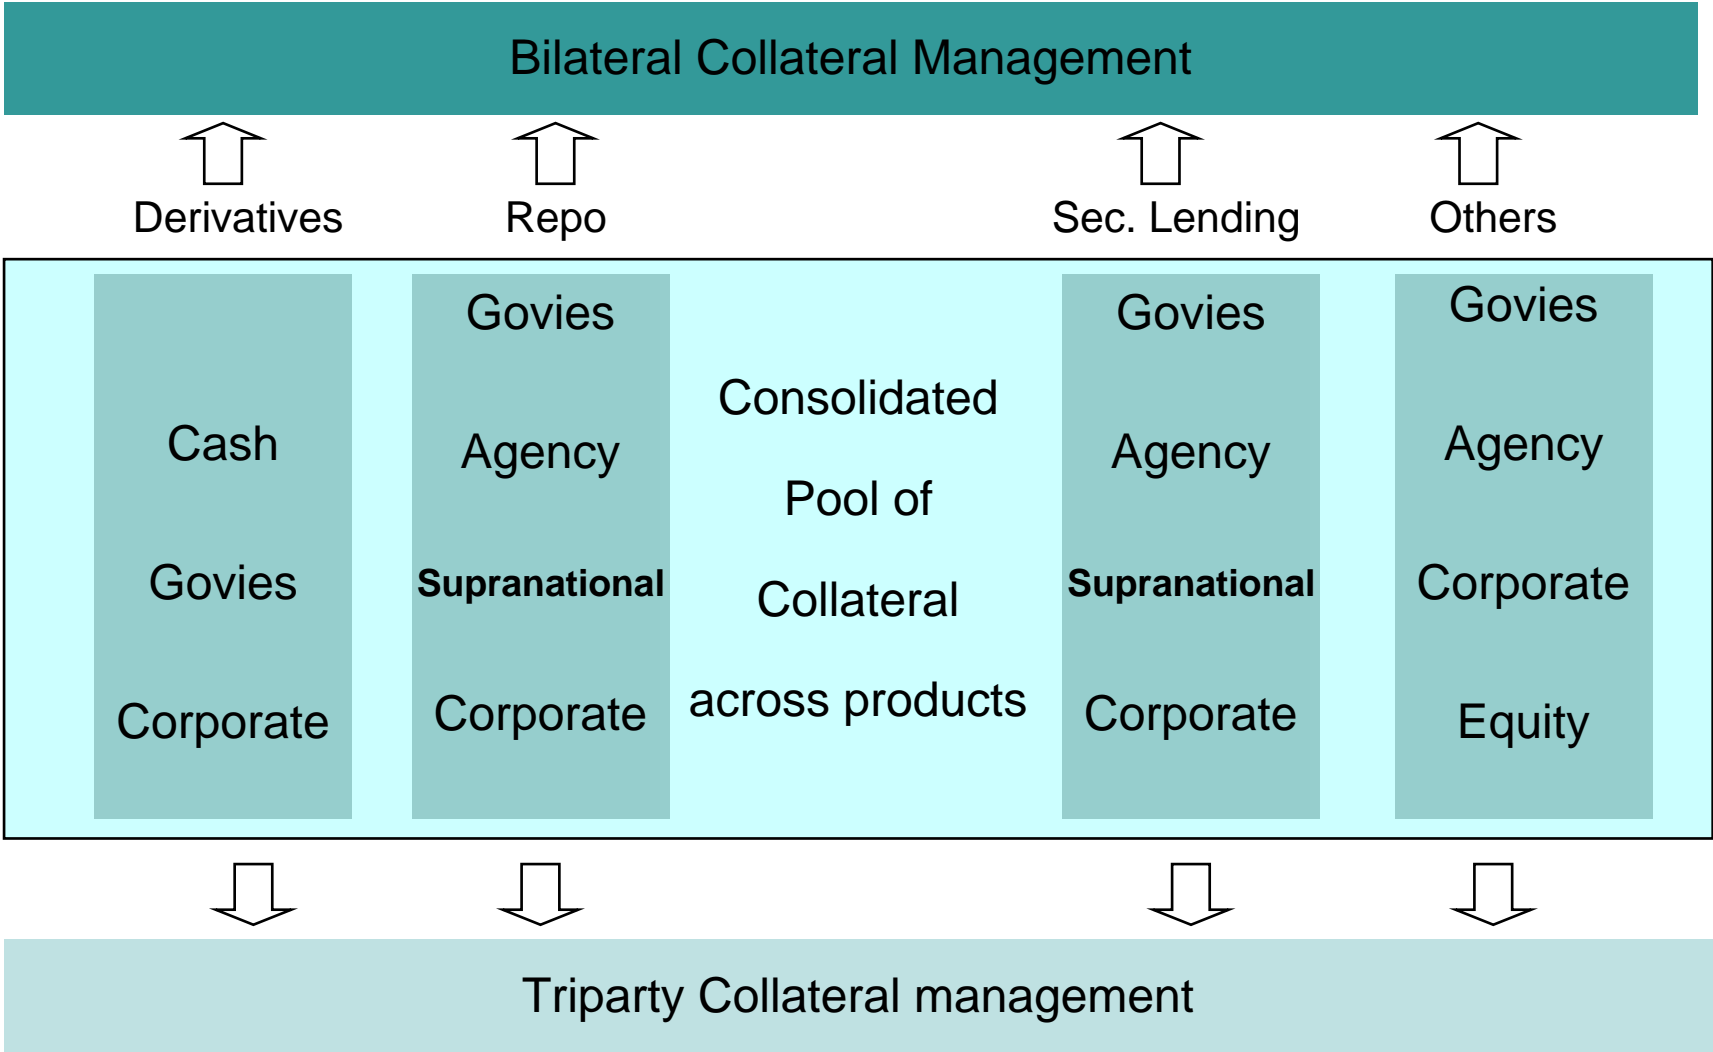 Bilateral Collateral Management
Derivatives
Repo
Sec. Lending
Others
Cash
Govies
Corporate
Govies
Agency
Supranational
Corporate
Consolidated
Pool of
Collateral
across products
Govies
Agency
Supranational
Corporate
Govies
Agency
Corporate
Equity
Triparty Collateral management